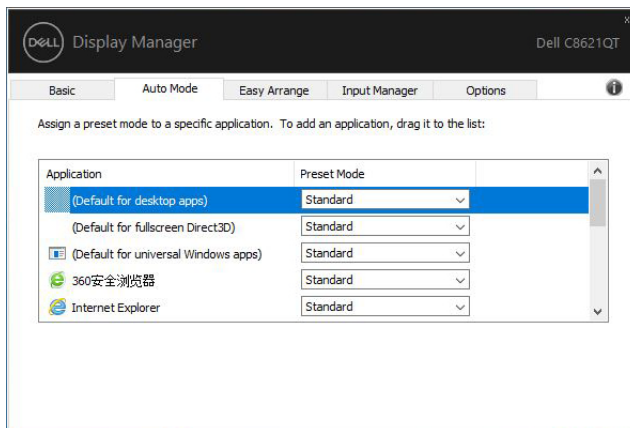 DELL Display Manager Dell C8621QT
Basic Auto Mode Easy Arrange Input Manager Options
Assign a preset mode to a specific application. To add an application, drag it to the list:
Application Preset Mode
(Default for desktop apps) Standard
(Default for fullscreen Direct3D) Standard
(Default for universal Windows apps) Standard
360安全浏览器 Standard
Internet Explorer Standard